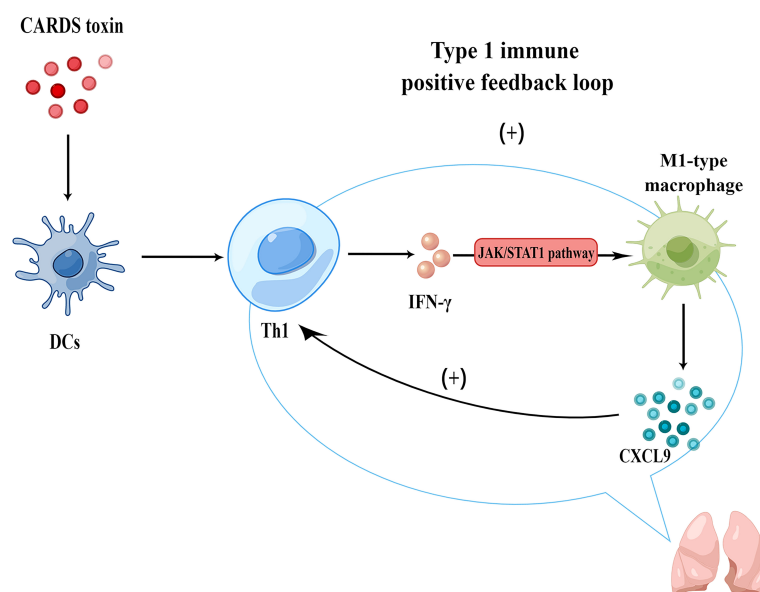 CARDS toxin
Type 1 immune
positive feedback loop
(+)
M1-type
macrophage
JAK/STAT1 pathway
IFN-γ
Th1
DCs
(+)
CXCL9